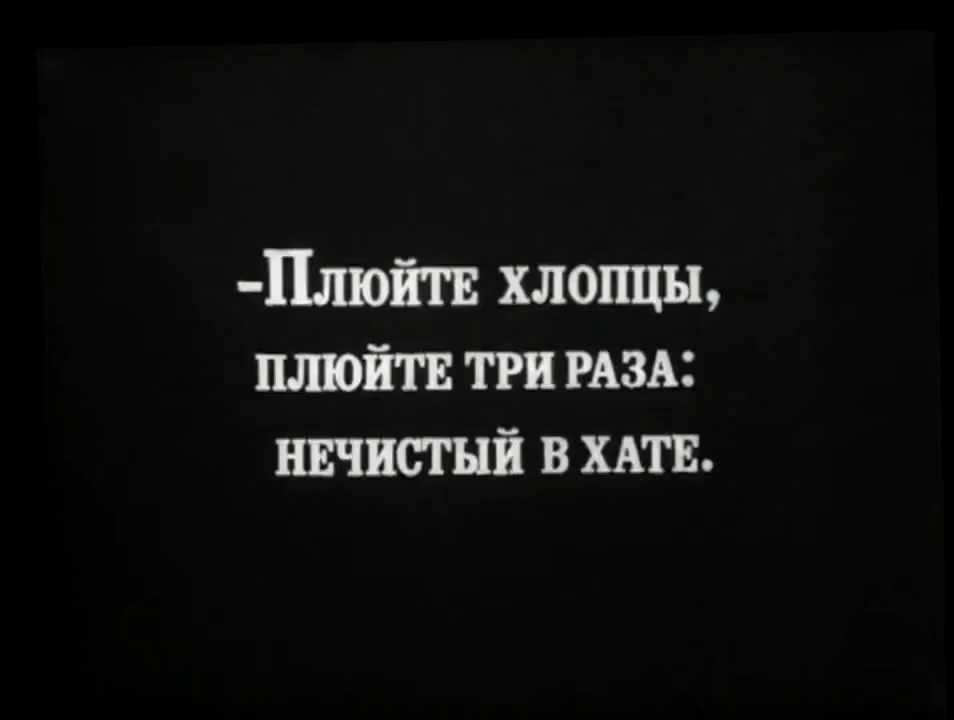 -Плюйте хлопцы,
плюйте три раза:
нечистый в хате.